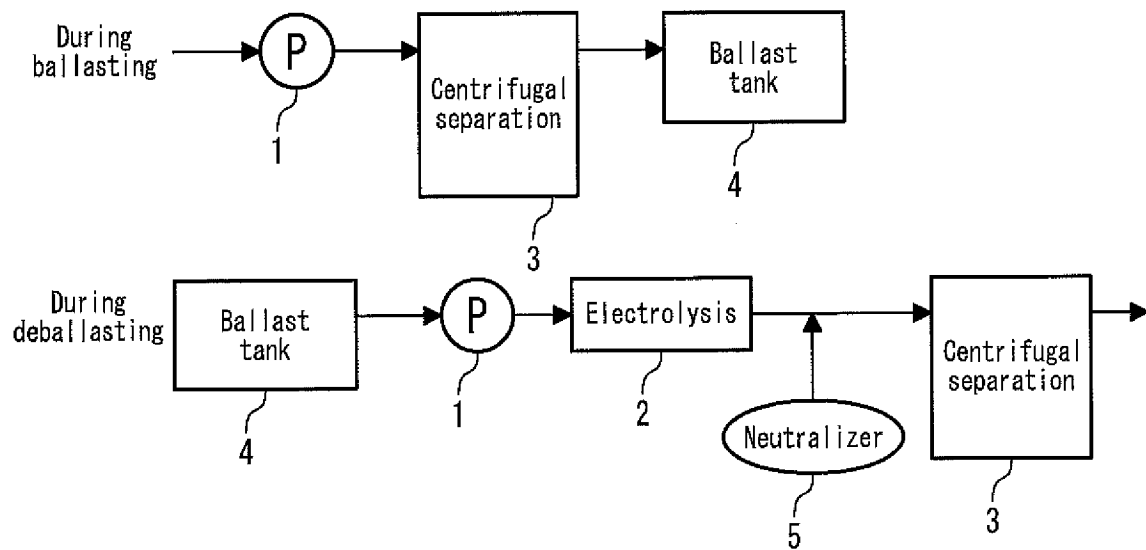 During
ballasting
P
Centrifugal
separation
Ballast
tank
1
3
4
During
deballasting
Ballast
tank
P
Electrolysis
Centrifugal
separation
Neutralizer
4
1
2
5
3